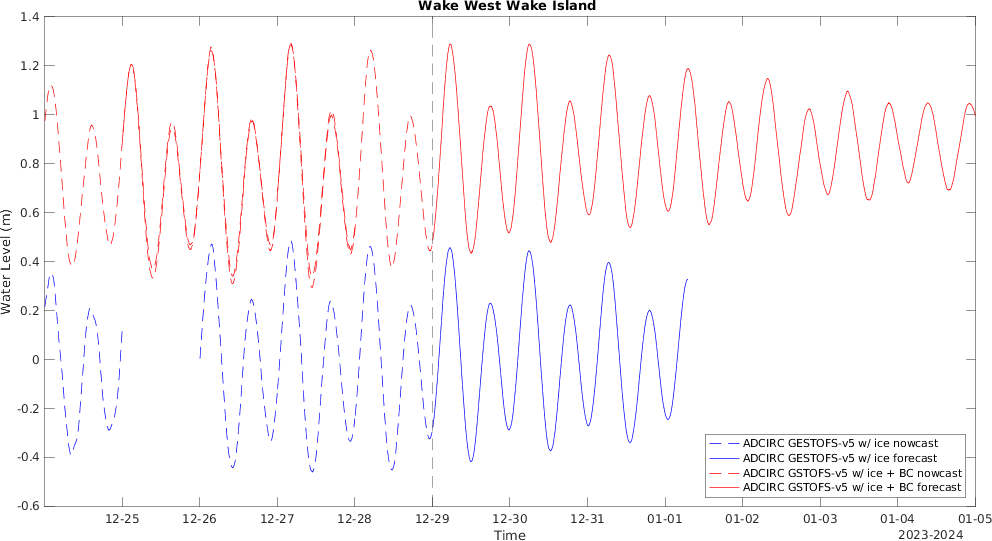 Wake West Wake Island
Water Level (m)
1.4
1.2
1
0.8
0.6
0.4
0.2
0
-0.2
-0.4
-0.6
ADCIRC GESTOFS-v5 w/ ice nowcast
ADCIRC GESTOFS-v5 w/ ice forecast
ADCIRC GSTOFS-v5 w/ ice + BC nowcast
ADCIRC GSTOFS-v5 w/ ice + BC forecast
12-25 12-26 12-27 12-28 12-29 12-30 12-31 01-01 01-02 01-03 01-04 01-05
Time
2023-2024